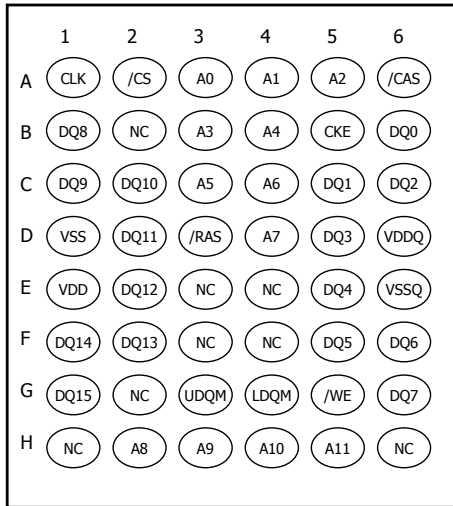 1 2 3 4 5 6
A CLK /CS A0 A1 A2 /CAS
B DQ8 NC A3 A4 CKE DQ0
C DQ9 DQ10 A5 A6 DQ1 DQ2
D VSS DQ11 /RAS A7 DQ3 VDDQ
E VDD DQ12 NC NC DQ4 VSSQ
F DQ14 DQ13 NC NC DQ5 DQ6
G DQ15 NC UDQM LDQM /WE DQ7
H NC A8 A9 A10 A11 NC